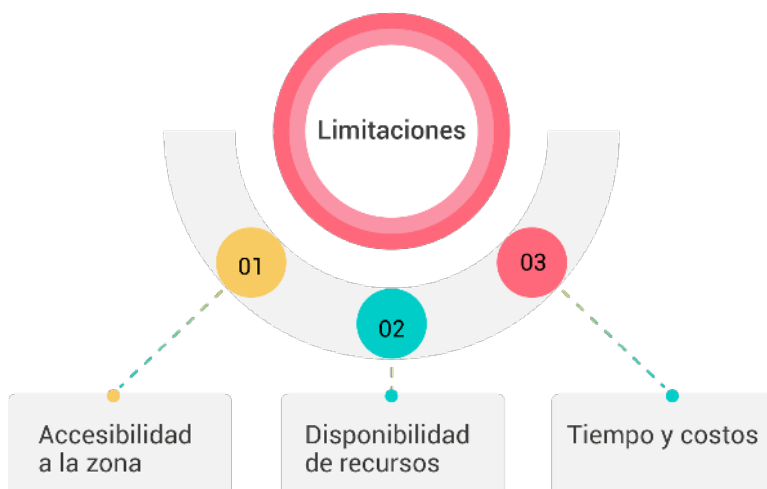 Limitaciones
01
02
03
Accesibilidad
a la zona
Disponibilidad
de recursos
Tiempo y costos